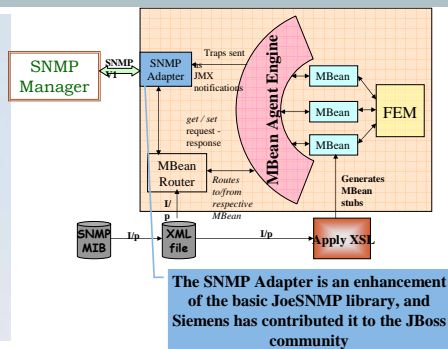 SNMP
Manager
SNMP
V1
SNMP
Adapter
Traps sent
as
JMX
notifications
get / set
request -
response
MBean Agent Engine
MBean
MBean
MBean
FEM
MBean
Router
Routes
to/from
respective
MBean
Generates
MBean
stubs
I/
p
SNMP
MIB
I/p
XML
file
I/p
Apply XSL
The SNMP Adapter is an enhancement
of the basic JoeSNMP library, and
Siemens has contributed it to the JBoss
community